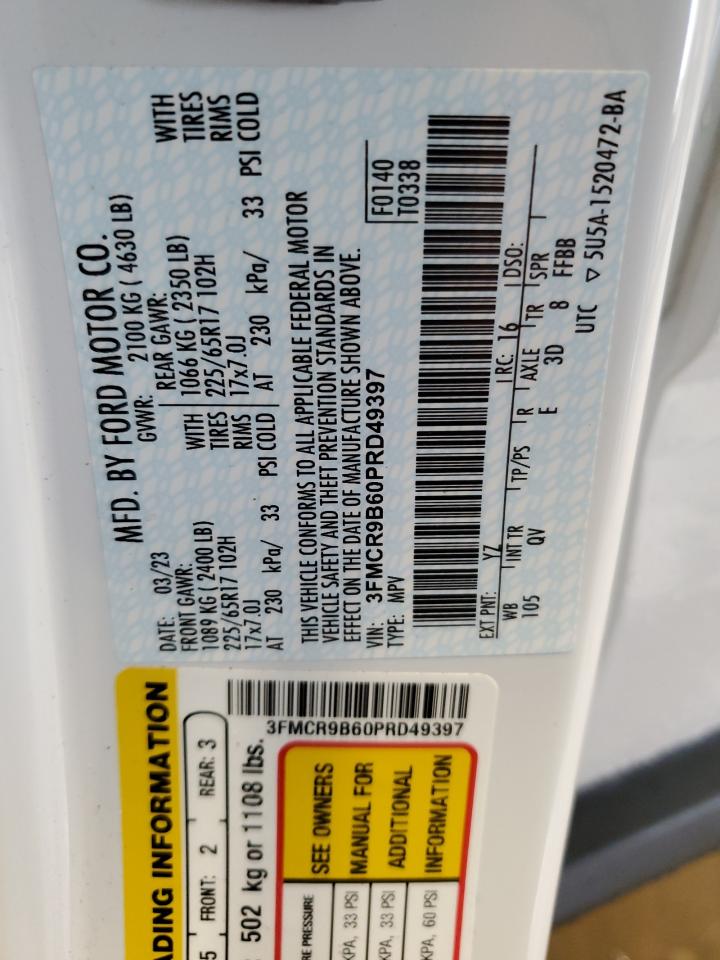 MFD. BY FORD MOTOR CO.
DATE: 03/23 GVWR: 2100 KG ( 4630 LB)
FRONT GAWR: REAR GAWR:
1089 KG ( 2400 LB) WITH 1066 KG ( 2350 LB) WITH
225/65R17 102H TIRES 225/65R17 102H TIRES
17x7.0J RIMS 17x7.0J RIMS
AT 230 kPa/ 33 PSI COLD AT 230 kPa/ 33 PSI COLD
THIS VEHICLE CONFORMS TO ALL APPLICABLE FEDERAL MOTOR
VEHICLE SAFETY AND THEFT PREVENTION STANDARDS IN
EFFECT ON THE DATE OF MANUFACTURE SHOWN ABOVE.
VIN: 3FMCR9B60PRD49397 F0140
TYPE: MPV T0338
EXT PNT: YZ RC: 16 DSO:
WB INT TR TP/PS R AXLE TR SPR
105 QV E 3D 8 FFBB
UTC ▽ 5U5A-1520472-BA
ADING INFORMATION
5 FRONT: 2 REAR: 3
502 kg or 1108 lbs.
3FMCR9B60PRD49397
RE PRESSURE
KPA, 33 PSI
KPA, 33 PSI
KPA, 60 PSI
SEE OWNERS
MANUAL FOR
ADDITIONAL
INFORMATION